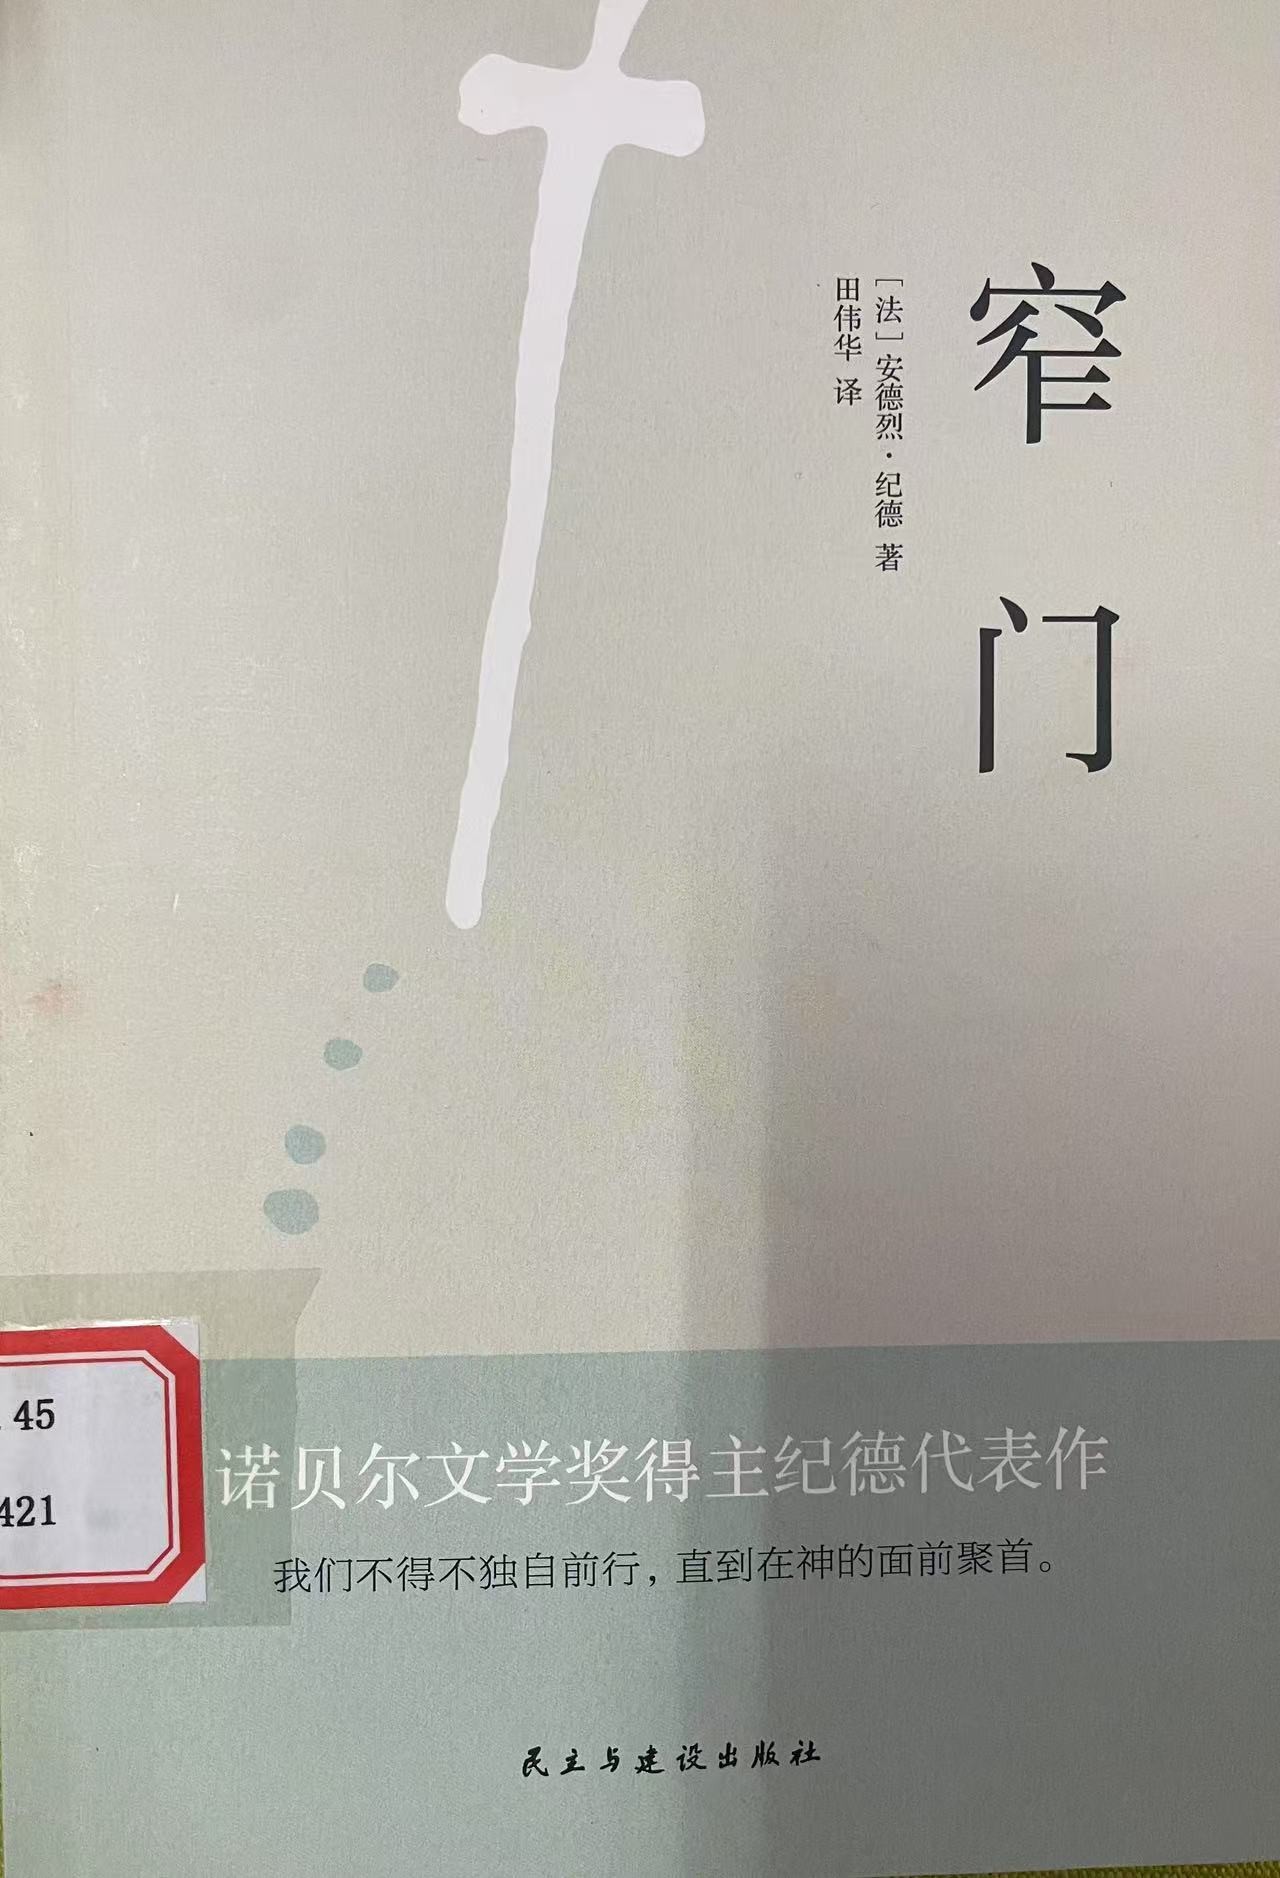 窄门
[法]安德烈·纪德 著
田伟华 译
45
421
诺贝尔文学奖得主纪德代表作
我们不得不独自前行，直到在神的面前聚首。
民主与建设出版社